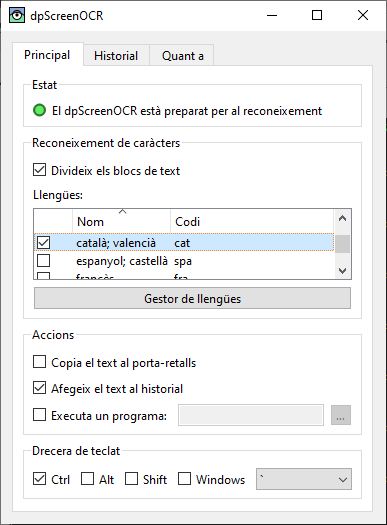 dpScreenOCR
Principal Historial Quant a
Estat
El dpScreenOCR està preparat per al reconeixement
Reconeixement de caràcters
Divideix els blocs de text
Llengües:
Nom Codi
català; valencià cat
espanyol; castellà spa
francès fra
Gestor de llengües
Accions
Copia el text al porta-retalls
Afegeix el text al historial
Executa un programa: ...
Drecera de teclat
Ctrl Alt Shift Windows `